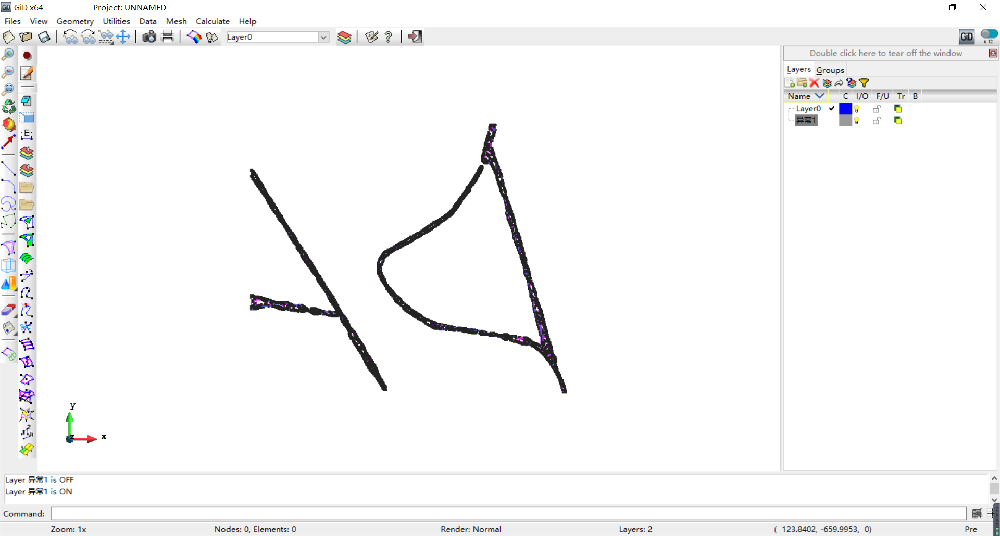 GiD x64 Project: UNNAMED
Files View Geometry Utilities Data Mesh Calculate Help
Layer0
GiD
Double click here to tear off the window
Layers Groups
Name C I/O F/U Tr B
Layer0
异常1
E
y
z x
2
Layer 异常1 is OFF
Layer 异常1 is ON
Command:
Zoom: 1x Nodes: 0, Elements: 0 Render: Normal Layers: 2 ( 123.8402, -659.9953, 0) Pre